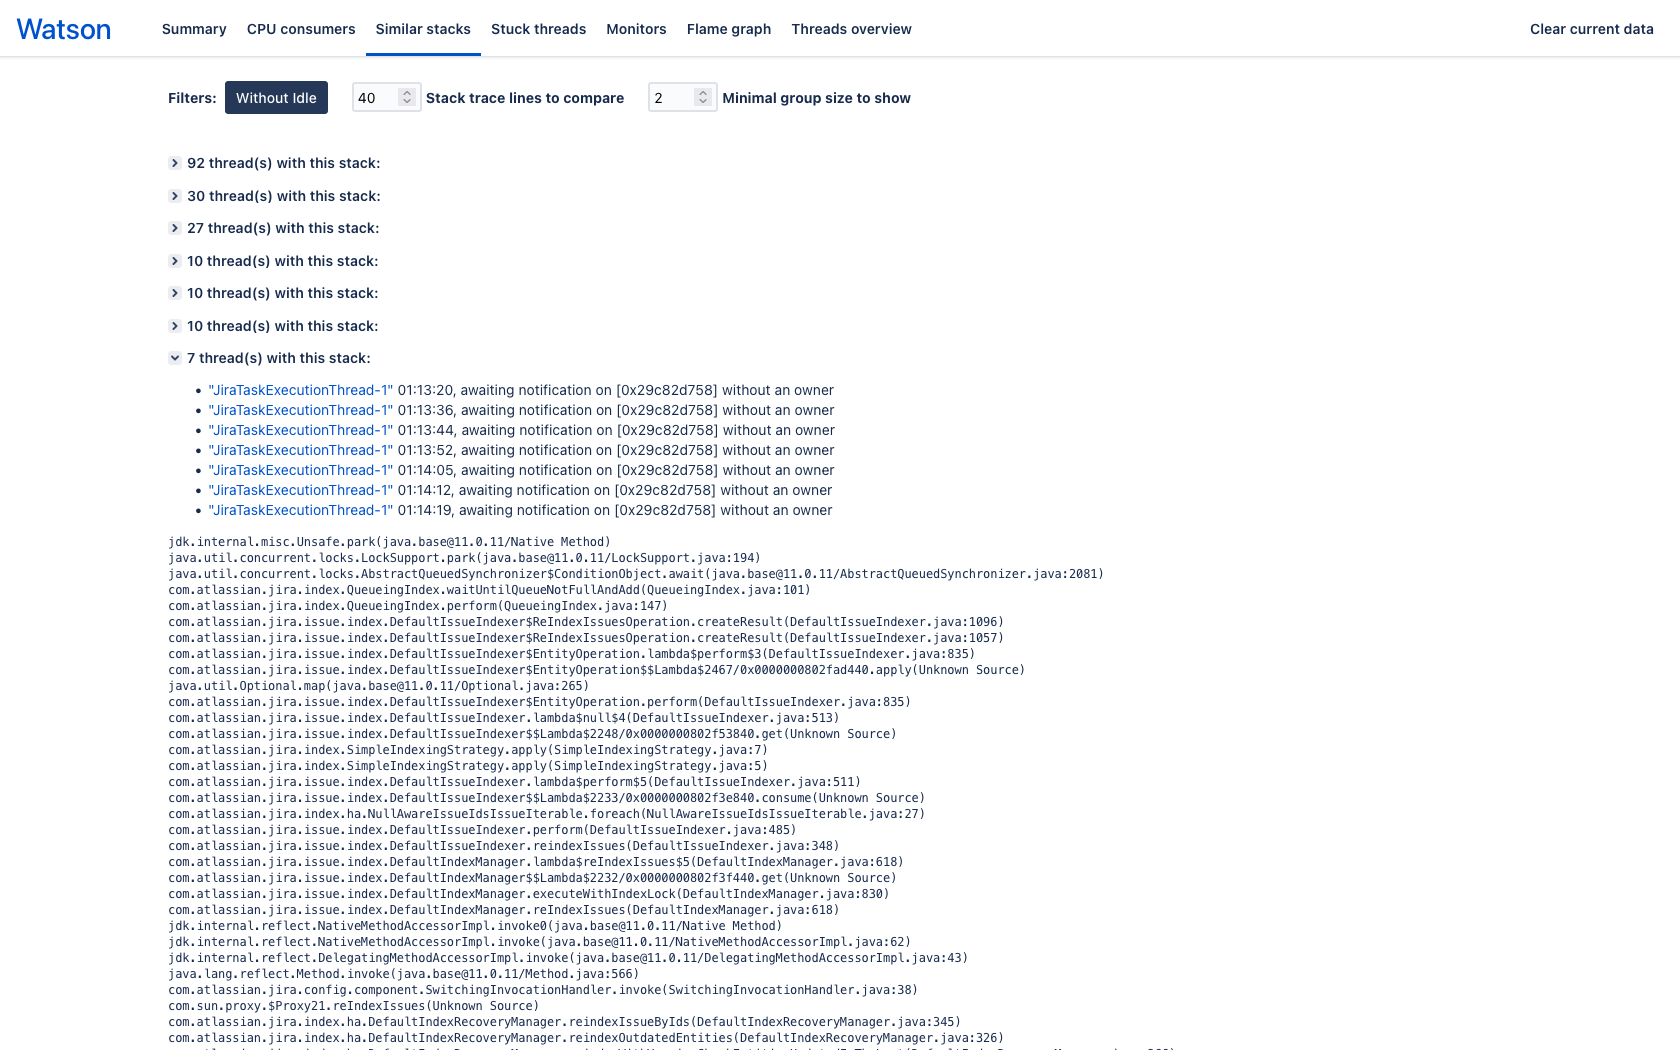 Watson
Summary
CPU consumers
Similar stacks
Stuck threads
Monitors
Flame graph
Threads overview
Clear current data
Filters: Without Idle 40 Stack trace lines to compare 2 Minimal group size to show
92 thread(s) with this stack:
30 thread(s) with this stack:
27 thread(s) with this stack:
10 thread(s) with this stack:
10 thread(s) with this stack:
10 thread(s) with this stack:
7 thread(s) with this stack:
• "JiraTaskExecutionThread-1" 01:13:20, awaiting notification on [0x29c82d758] without an owner
• "JiraTaskExecutionThread-1" 01:13:36, awaiting notification on [0x29c82d758] without an owner
• "JiraTaskExecutionThread-1" 01:13:44, awaiting notification on [0x29c82d758] without an owner
• "JiraTaskExecutionThread-1" 01:13:52, awaiting notification on [0x29c82d758] without an owner
• "JiraTaskExecutionThread-1" 01:14:05, awaiting notification on [0x29c82d758] without an owner
• "JiraTaskExecutionThread-1" 01:14:12, awaiting notification on [0x29c82d758] without an owner
• "JiraTaskExecutionThread-1" 01:14:19, awaiting notification on [0x29c82d758] without an owner
jdk.internal.misc.Unsafe.park(java.base@11.0.11/Native Method)
java.util.concurrent.locks.LockSupport.park(java.base@11.0.11/LockSupport.java:194)
java.util.concurrent.locks.AbstractQueuedSynchronizer$ConditionObject.await(java.base@11.0.11/AbstractQueuedSynchronizer.java:2081)
com.atlassian.jira.index.QueueingIndex.waitUntilQueueNotFullAndAdd(QueueingIndex.java:101)
com.atlassian.jira.index.QueueingIndex.perform(QueueingIndex.java:147)
com.atlassian.jira.issue.index.DefaultIssueIndexer$ReIndexIssuesOperation.createResult(DefaultIssueIndexer.java:1096)
com.atlassian.jira.issue.index.DefaultIssueIndexer$ReIndexIssuesOperation.createResult(DefaultIssueIndexer.java:1057)
com.atlassian.jira.issue.index.DefaultIssueIndexer$EntityOperation.lambda$perform$3(DefaultIssueIndexer.java:835)
com.atlassian.jira.issue.index.DefaultIssueIndexer$EntityOperation$$Lambda$2467/0x0000000802fad440.apply(Unknown Source)
java.util.Optional.map(java.base@11.0.11/Optional.java:265)
com.atlassian.jira.issue.index.DefaultIssueIndexer$EntityOperation.perform(DefaultIssueIndexer.java:835)
com.atlassian.jira.issue.index.DefaultIssueIndexer.lambda$null$4(DefaultIssueIndexer.java:513)
com.atlassian.jira.issue.index.DefaultIssueIndexer$$Lambda$2248/0x0000000802f53840.get(Unknown Source)
com.atlassian.jira.index.SimpleIndexingStrategy.apply(SimpleIndexingStrategy.java:7)
com.atlassian.jira.index.SimpleIndexingStrategy.apply(SimpleIndexingStrategy.java:5)
com.atlassian.jira.issue.index.DefaultIssueIndexer.lambda$perform$5(DefaultIssueIndexer.java:511)
com.atlassian.jira.issue.index.DefaultIssueIndexer$$Lambda$2233/0x0000000802f3e840.consume(Unknown Source)
com.atlassian.jira.index.ha.NullAwareIssueIdsIssueIterable.foreach(NullAwareIssueIdsIssueIterable.java:27)
com.atlassian.jira.issue.index.DefaultIssueIndexer.perform(DefaultIssueIndexer.java:485)
com.atlassian.jira.issue.index.DefaultIssueIndexer.reindexIssues(DefaultIssueIndexer.java:348)
com.atlassian.jira.issue.index.DefaultIndexManager.lambda$reIndexIssues$5(DefaultIndexManager.java:618)
com.atlassian.jira.issue.index.DefaultIndexManager$$Lambda$2232/0x0000000802f3f440.get(Unknown Source)
com.atlassian.jira.issue.index.DefaultIndexManager.executeWithIndexLock(DefaultIndexManager.java:830)
com.atlassian.jira.issue.index.DefaultIndexManager.reIndexIssues(DefaultIndexManager.java:618)
jdk.internal.reflect.NativeMethodAccessorImpl.invoke0(java.base@11.0.11/Native Method)
jdk.internal.reflect.NativeMethodAccessorImpl.invoke(java.base@11.0.11/NativeMethodAccessorImpl.java:62)
jdk.internal.reflect.DelegatingMethodAccessorImpl.invoke(java.base@11.0.11/DelegatingMethodAccessorImpl.java:43)
java.lang.reflect.Method.invoke(java.base@11.0.11/Method.java:566)
com.atlassian.jira.config.component.SwitchingInvocationHandler.invoke(SwitchingInvocationHandler.java:38)
com.sun.proxy.$Proxy21.reIndexIssues(Unknown Source)
com.atlassian.jira.index.ha.DefaultIndexRecoveryManager.reindexIssueByIds(DefaultIndexRecoveryManager.java:345)
com.atlassian.jira.index.ha.DefaultIndexRecoveryManager.reindexOutdatedEntities(DefaultIndexRecoveryManager.java:326)